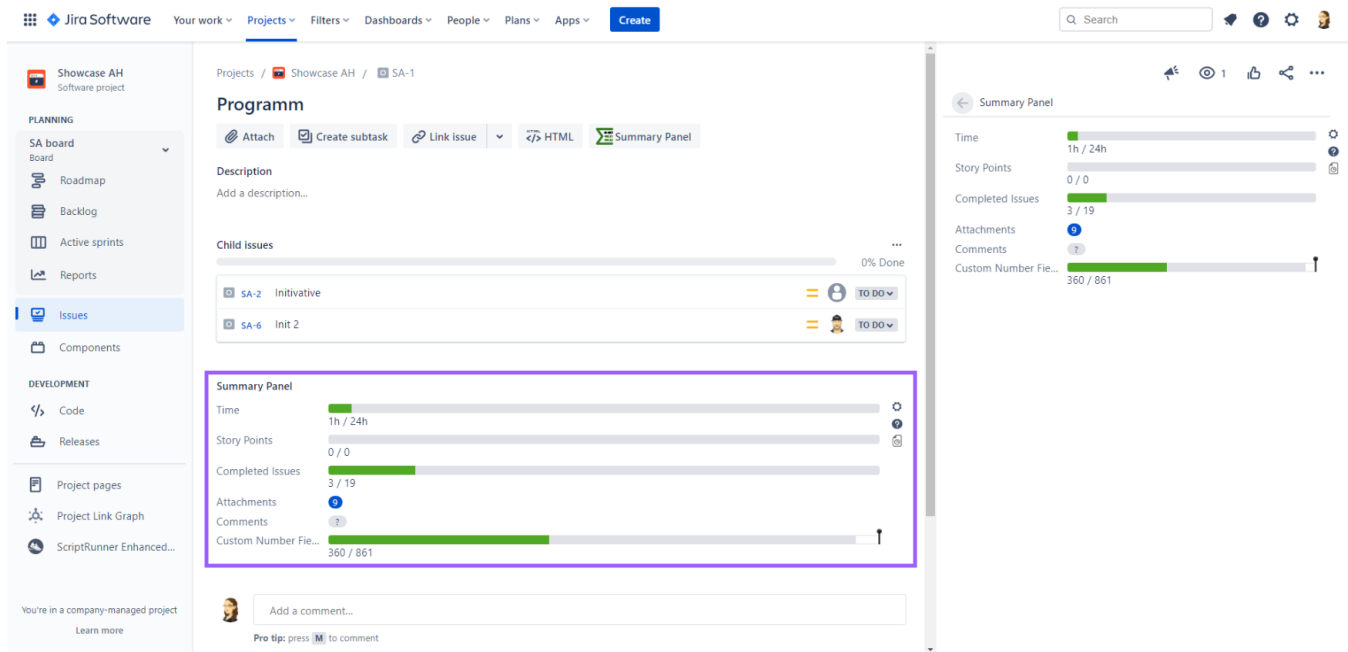 Jira Software Your work Projects Filters Dashboards People Plans Apps Create Search
Showcase AH
Software project
PLANNING
SA board
Board
Roadmap
Backlog
Active sprints
Reports
Issues
Components
DEVELOPMENT
Code
Releases
Project pages
Project Link Graph
ScriptRunner Enhanced...
You're in a company-managed project
Learn more
Projects / Showcase AH / SA-1
Programm
Attach Create subtask Link issue HTML Summary Panel
Description
Add a description...
Child issues
0% Done
SA-2 Initivative TO DO
SA-6 Init 2 TO DO
Summary Panel
Time
1h / 24h
Story Points
0 / 0
Completed Issues
3 / 19
Attachments 9
Comments ?
Custom Number Fie...
360 / 861
Add a comment...
Pro tip: press M to comment
1
Summary Panel
Time
1h / 24h
Story Points
0 / 0
Completed Issues
3 / 19
Attachments 9
Comments ?
Custom Number Fie...
360 / 861